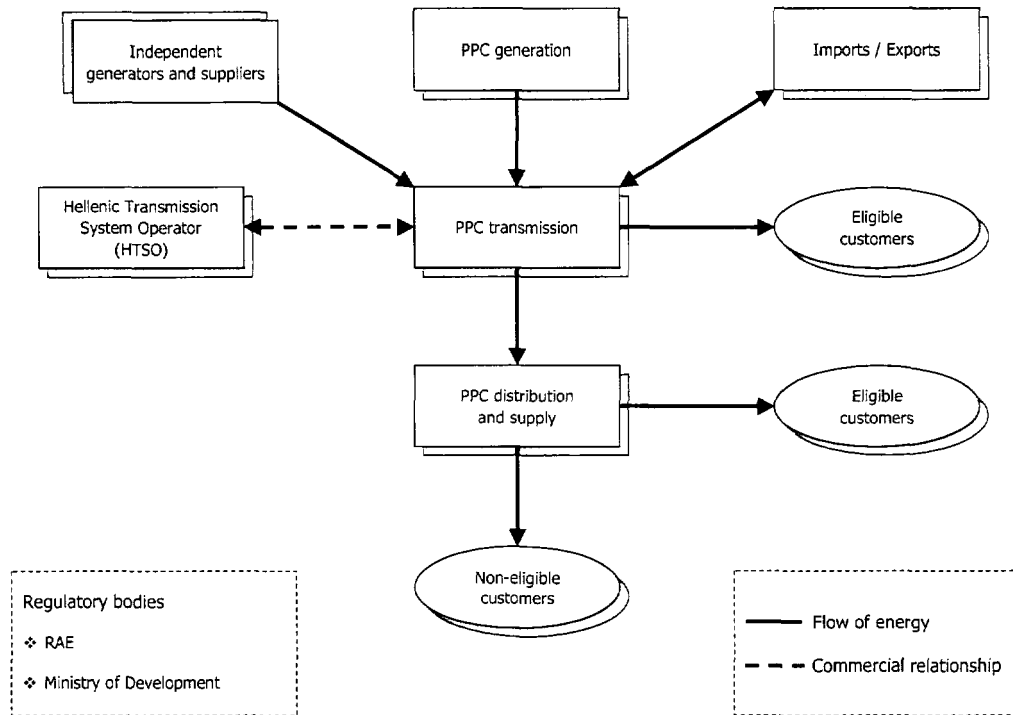 Independent
generators and suppliers
PPC generation
Imports / Exports
Hellenic Transmission
System Operator
(HTSO)
PPC transmission
Eligible
customers
PPC distribution
and supply
Eligible
customers
Non-eligible
customers
Regulatory bodies
❖ RAE
❖ Ministry of Development
Flow of energy
Commercial relationship